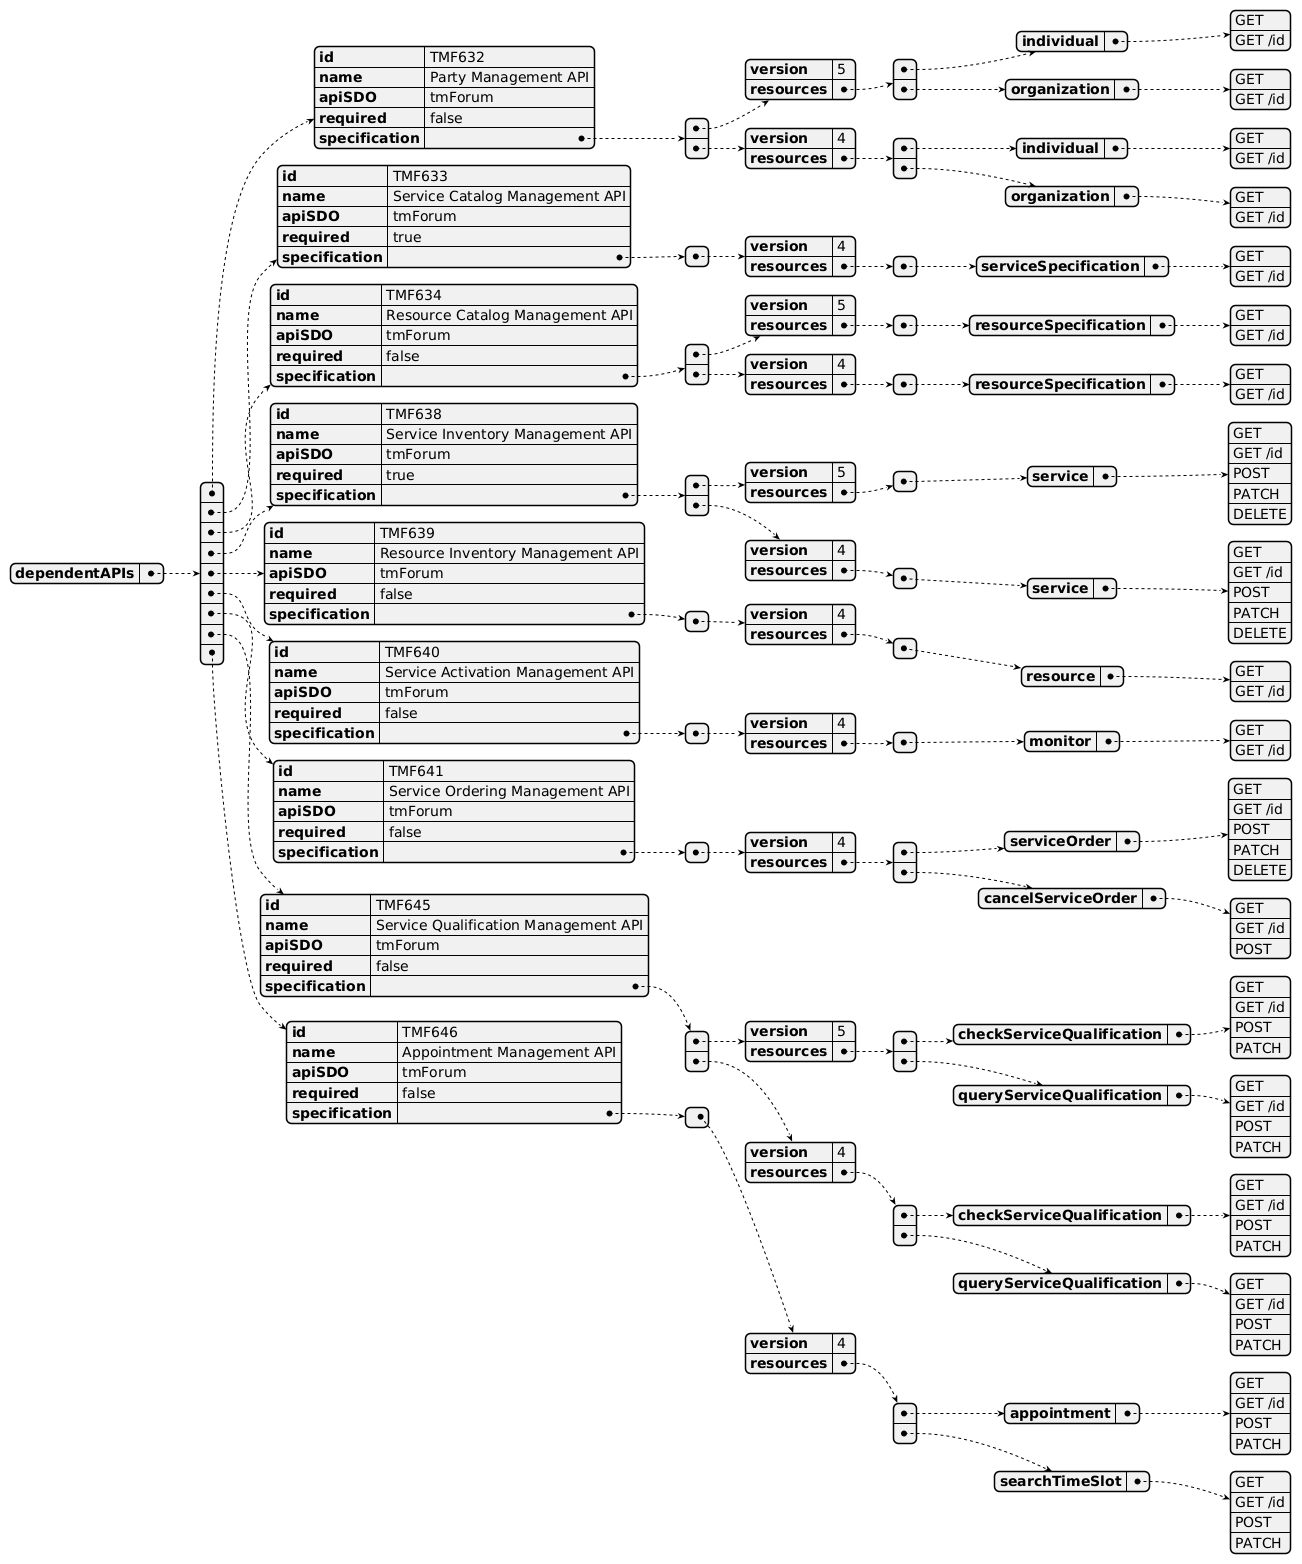 dependentAPIs
id TMF632
name Party Management API
apiSDO tmForum
required false
specification
version 5
resources
individual
GET
GET /id
organization
GET
GET /id
version 4
resources
individual
GET
GET /id
organization
GET
GET /id
id TMF633
name Service Catalog Management API
apiSDO tmForum
required true
specification
version 4
resources
serviceSpecification
GET
GET /id
id TMF634
name Resource Catalog Management API
apiSDO tmForum
required false
specification
version 5
resources
resourceSpecification
GET
GET /id
version 4
resources
resourceSpecification
GET
GET /id
id TMF638
name Service Inventory Management API
apiSDO tmForum
required true
specification
version 5
resources
service
GET
GET /id
POST
PATCH
DELETE
version 4
resources
service
GET
GET /id
POST
PATCH
DELETE
id TMF639
name Resource Inventory Management API
apiSDO tmForum
required false
specification
version 4
resources
resource
GET
GET /id
id TMF640
name Service Activation Management API
apiSDO tmForum
required false
specification
version 4
resources
monitor
GET
GET /id
id TMF641
name Service Ordering Management API
apiSDO tmForum
required false
specification
version 4
resources
serviceOrder
GET
GET /id
POST
PATCH
DELETE
cancelServiceOrder
GET
GET /id
POST
id TMF645
name Service Qualification Management API
apiSDO tmForum
required false
specification
version 5
resources
checkServiceQualification
GET
GET /id
POST
PATCH
queryServiceQualification
GET
GET /id
POST
PATCH
version 4
resources
checkServiceQualification
GET
GET /id
POST
PATCH
queryServiceQualification
GET
GET /id
POST
PATCH
id TMF646
name Appointment Management API
apiSDO tmForum
required false
specification
version 4
resources
appointment
GET
GET /id
POST
PATCH
searchTimeSlot
GET
GET /id
POST
PATCH